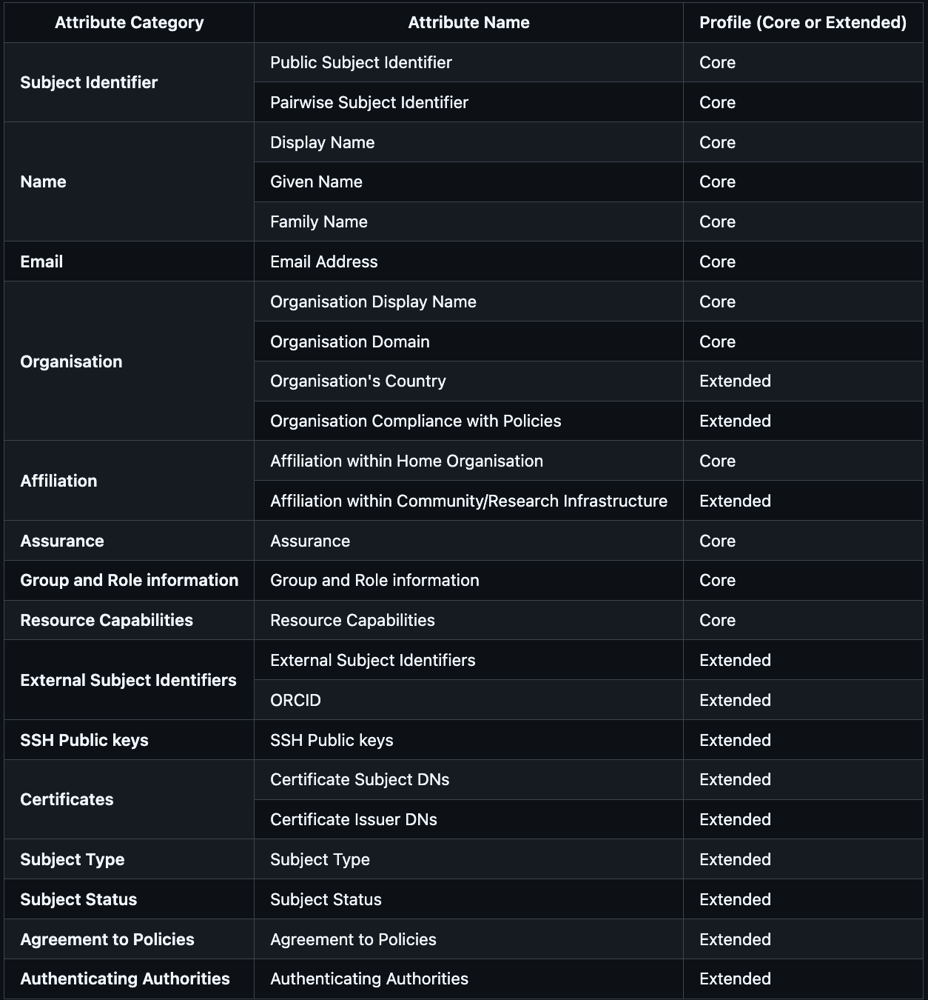 Attribute Category Attribute Name Profile (Core or Extended)
Subject Identifier Public Subject Identifier Core
Pairwise Subject Identifier Core
Name Display Name Core
Given Name Core
Family Name Core
Email Email Address Core
Organisation Organisation Display Name Core
Organisation Domain Core
Organisation's Country Extended
Organisation Compliance with Policies Extended
Affiliation Affiliation within Home Organisation Core
Affiliation within Community/Research Infrastructure Extended
Assurance Assurance Core
Group and Role information Group and Role information Core
Resource Capabilities Resource Capabilities Core
External Subject Identifiers External Subject Identifiers Extended
ORCID Extended
SSH Public keys SSH Public keys Extended
Certificates Certificate Subject DNs Extended
Certificate Issuer DNs Extended
Subject Type Subject Type Extended
Subject Status Subject Status Extended
Agreement to Policies Agreement to Policies Extended
Authenticating Authorities Authenticating Authorities Extended